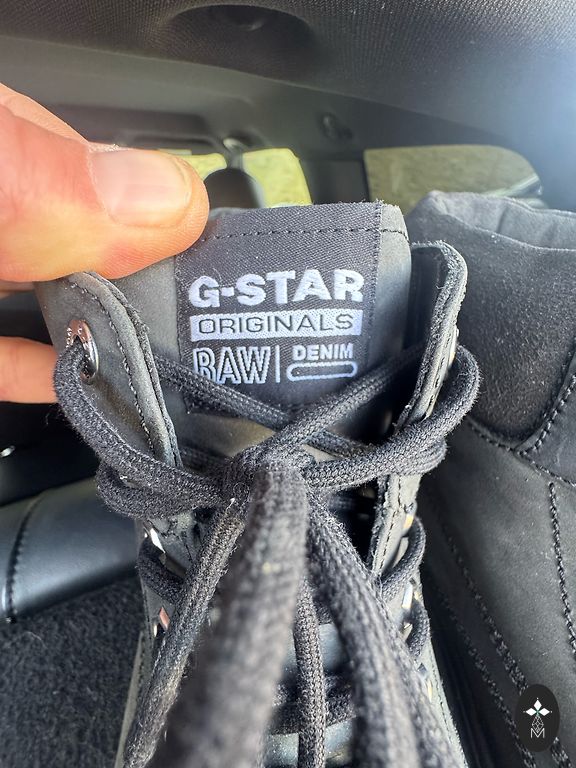 G-STAR
ORIGINALS
RAW DENIM
M